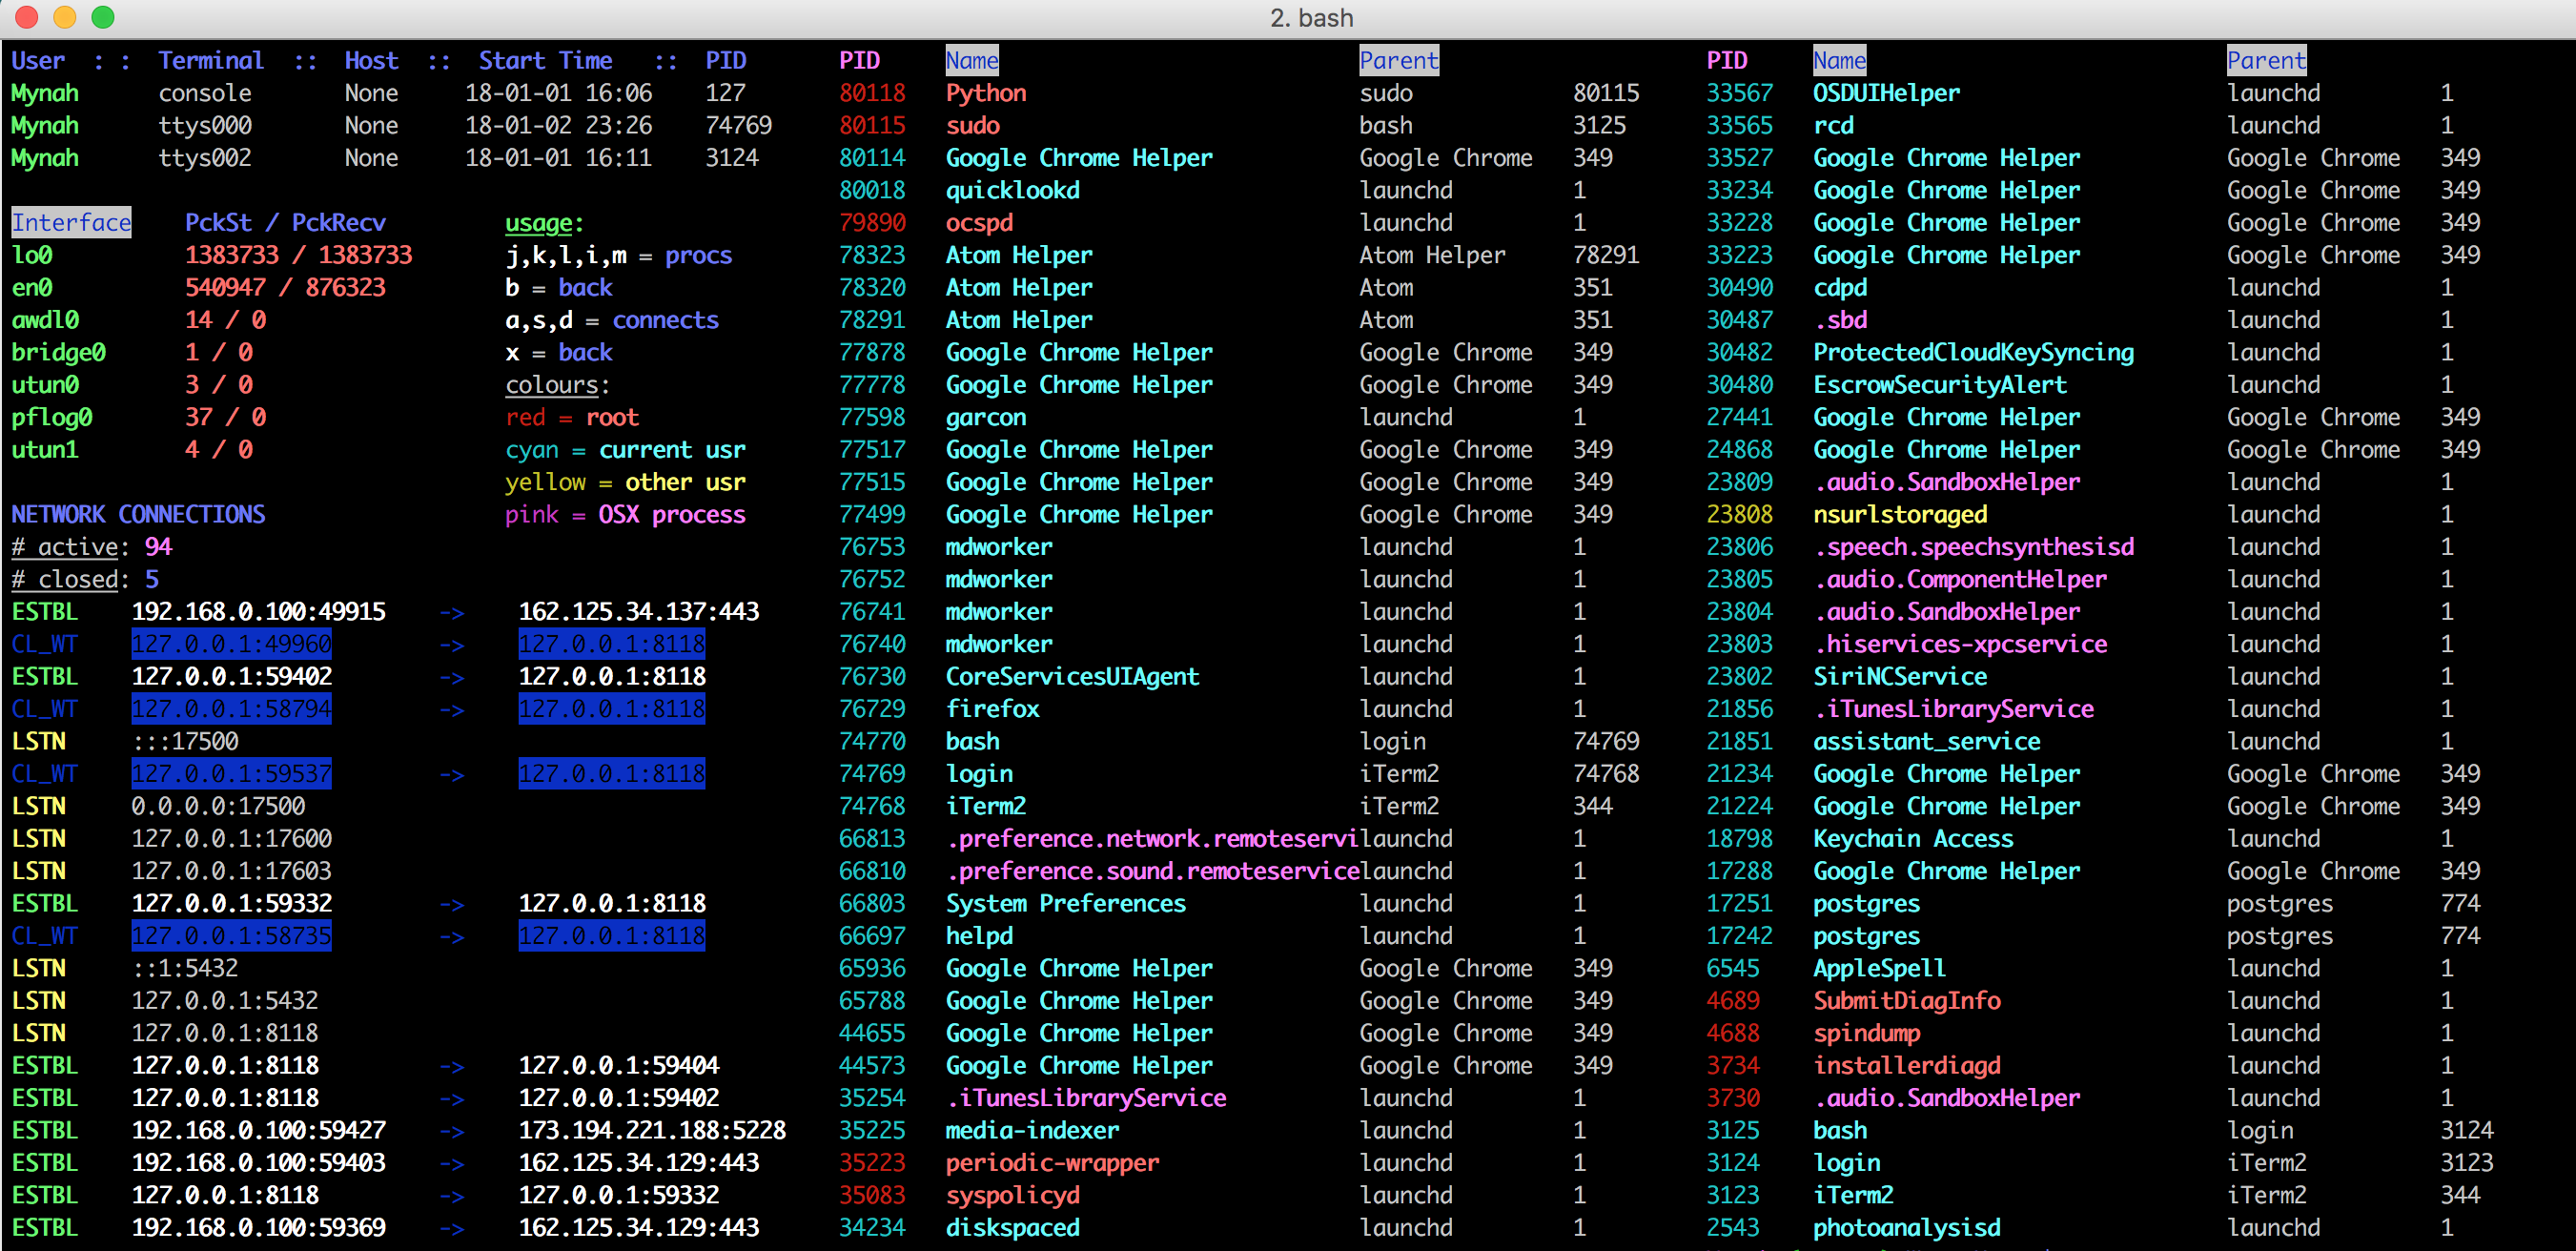 2. bash
User  : :  Terminal  ::  Host  ::  Start Time   ::  PID
Mynah      console       None     18-01-01 16:06    127
Mynah      ttys000       None     18-01-02 23:26    74769
Mynah      ttys002       None     18-01-01 16:11    3124
Interface    PckSt / PckRecv
lo0          1383733 / 1383733
en0          540947 / 876323
awdl0        14 / 0
bridge0      1 / 0
utun0        3 / 0
pflog0       37 / 0
utun1        4 / 0
usage:
j,k,l,i,m = procs
b = back
a,s,d = connects
x = back
colours:
red = root
cyan = current usr
yellow = other usr
pink = OSX process
NETWORK CONNECTIONS
# active: 94
# closed: 5
ESTBL    192.168.0.100:49915    ->    162.125.34.137:443
CL_WT    127.0.0.1:49960        ->    127.0.0.1:8118
ESTBL    127.0.0.1:59402        ->    127.0.0.1:8118
CL_WT    127.0.0.1:58794        ->    127.0.0.1:8118
LSTN     :::17500
CL_WT    127.0.0.1:59537        ->    127.0.0.1:8118
LSTN     0.0.0.0:17500
LSTN     127.0.0.1:17600
LSTN     127.0.0.1:17603
ESTBL    127.0.0.1:59332        ->    127.0.0.1:8118
CL_WT    127.0.0.1:58735        ->    127.0.0.1:8118
LSTN     ::1:5432
LSTN     127.0.0.1:5432
LSTN     127.0.0.1:8118
ESTBL    127.0.0.1:8118         ->    127.0.0.1:59404
ESTBL    127.0.0.1:8118         ->    127.0.0.1:59402
ESTBL    192.168.0.100:59427    ->    173.194.221.188:5228
ESTBL    192.168.0.100:59403    ->    162.125.34.129:443
ESTBL    127.0.0.1:8118         ->    127.0.0.1:59332
ESTBL    192.168.0.100:59369    ->    162.125.34.129:443
PID     Name     Parent
80118   Python   sudo   80115
80115   sudo   bash   3125
80114   Google Chrome Helper   Google Chrome   349
80018   quicklookd   launchd   1
79890   ocspd   launchd   1
78323   Atom Helper   Atom Helper   78291
78320   Atom Helper   Atom   351
78291   Atom Helper   Atom   351
77878   Google Chrome Helper   Google Chrome   349
77778   Google Chrome Helper   Google Chrome   349
77598   garcon   launchd   1
77517   Google Chrome Helper   Google Chrome   349
77515   Google Chrome Helper   Google Chrome   349
77499   Google Chrome Helper   Google Chrome   349
76753   mdworker   launchd   1
76752   mdworker   launchd   1
76741   mdworker   launchd   1
76740   mdworker   launchd   1
76730   CoreServicesUIAgent   launchd   1
76729   firefox   launchd   1
74770   bash   login   74769
74769   login   iTerm2   74768
74768   iTerm2   iTerm2   344
66813   .preference.network.remoteservilaunchd   1
66810   .preference.sound.remoteservicelaunchd   1
66803   System Preferences   launchd   1
66697   helpd   launchd   1
65936   Google Chrome Helper   Google Chrome   349
65788   Google Chrome Helper   Google Chrome   349
44655   Google Chrome Helper   Google Chrome   349
44573   Google Chrome Helper   Google Chrome   349
35254   .iTunesLibraryService   launchd   1
35225   media-indexer   launchd   1
35223   periodic-wrapper   launchd   1
35083   syspolicyd   launchd   1
34234   diskspaced   launchd   1
PID     Name     Parent
33567   OSDUIHelper   launchd   1
33565   rcd   launchd   1
33527   Google Chrome Helper   Google Chrome   349
33234   Google Chrome Helper   Google Chrome   349
33228   Google Chrome Helper   Google Chrome   349
33223   Google Chrome Helper   Google Chrome   349
30490   cdpd   launchd   1
30487   .sbd   launchd   1
30482   ProtectedCloudKeySyncing   launchd   1
30480   EscrowSecurityAlert   launchd   1
27441   Google Chrome Helper   Google Chrome   349
24868   Google Chrome Helper   Google Chrome   349
23809   .audio.SandboxHelper   launchd   1
23808   nsurlstoraged   launchd   1
23806   .speech.speechsynthesisd   launchd   1
23805   .audio.ComponentHelper   launchd   1
23804   .audio.SandboxHelper   launchd   1
23803   .hiservices-xpcservice   launchd   1
23802   SiriNCService   launchd   1
21856   .iTunesLibraryService   launchd   1
21851   assistant_service   launchd   1
21234   Google Chrome Helper   Google Chrome   349
21224   Google Chrome Helper   Google Chrome   349
18798   Keychain Access   launchd   1
17288   Google Chrome Helper   Google Chrome   349
17251   postgres   postgres   774
17242   postgres   postgres   774
6545   AppleSpell   launchd   1
4689   SubmitDiagInfo   launchd   1
4688   spindump   launchd   1
3734   installerdiagd   launchd   1
3730   .audio.SandboxHelper   launchd   1
3125   bash   login   3124
3124   login   iTerm2   3123
3123   iTerm2   iTerm2   344
2543   photoanalysisd   launchd   1